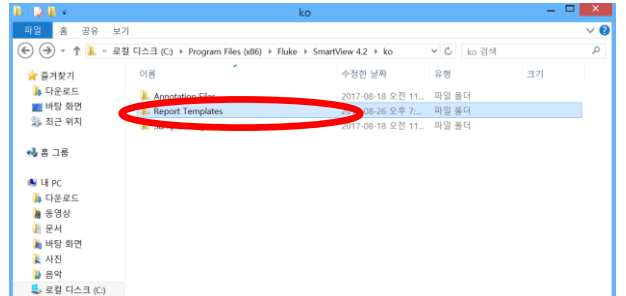 ko
파일 홈 공유 보기
로컬 디스크 (C:) ▸ Program Files (x86) ▸ Fluke ▸ SmartView 4.2 ▸ ko ko 검색
즐겨찾기 이름 수정한 날짜 유형 크기
다운로드 Annotation Files 2017-08-18 오전 11... 파일 폴더
바탕 화면 Report Templates 08-26 오후 7:... 파일 폴더
최근 위치 2017-08-18 오전 11... 파일 폴더
홈 그룹
내 PC
다운로드
동영상
문서
바탕 화면
사진
음악
로컬 디스크 (C:)